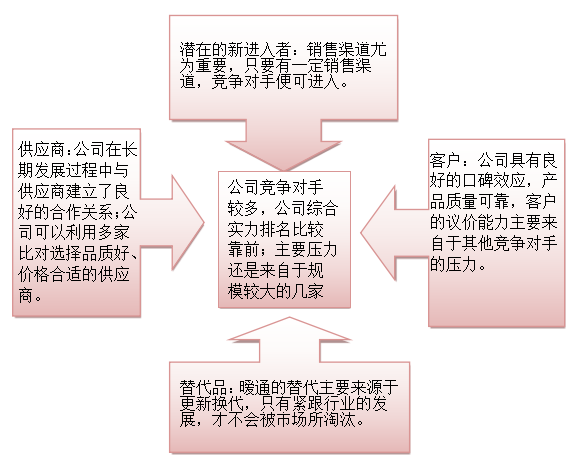 潜在的新进入者：销售渠道尤
为重要，只要有一定销售渠
道，竞争对手便可进入。
供应商：公司在长
期发展过程中与
供应商建立了良
好的合作关系；公
司可以利用多家
比对选择品质好、
价格合适的供应
商。
公司竞争对手
较多，公司综合
实力排名比较
靠前；主要压力
还是来自于规
模较大的几家
客户：公司具有良
好的口碑效应，产
品质量可靠，客户
的议价能力主要来
自于其他竞争对手
的压力。
替代品：暖通的替代主要来源于
更新换代，只有紧跟行业的发
展，才不会被市场所淘汰。